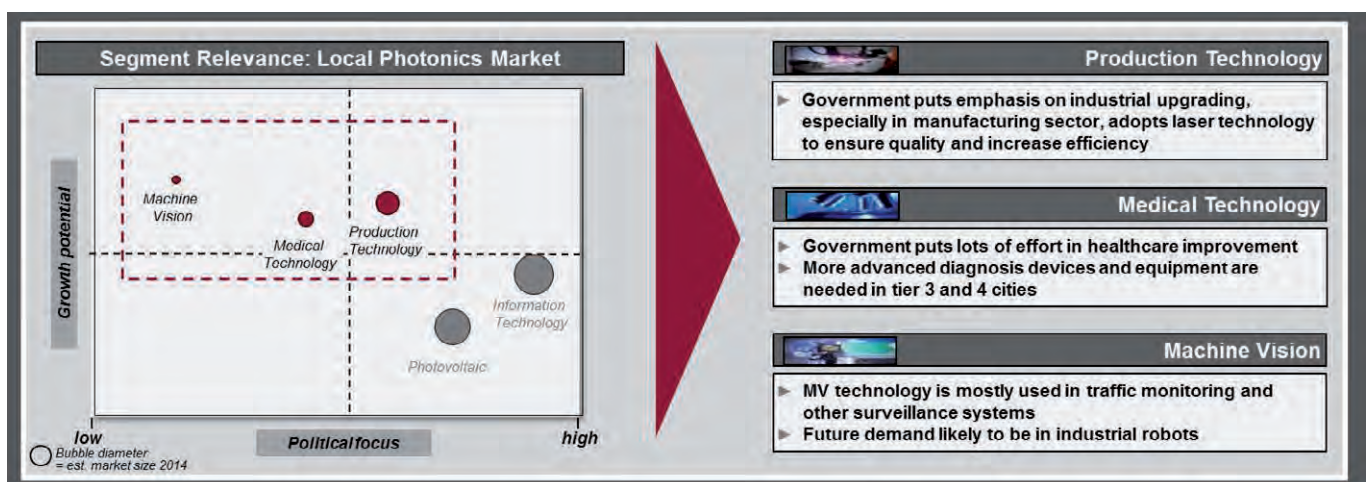 Segment Relevance: Local Photonics Market
Growth potential
Machine
Vision
Medical
Technology
Production
Technology
Information
Technology
Photovoltaic
low
Political focus
high
Bubble diameter
= est. market size 2014
Production Technology
Government puts emphasis on industrial upgrading,
especially in manufacturing sector, adopts laser technology
to ensure quality and increase efficiency
Medical Technology
Government puts lots of effort in healthcare improvement
More advanced diagnosis devices and equipment are
needed in tier 3 and 4 cities
Machine Vision
MV technology is mostly used in traffic monitoring and
other surveillance systems
Future demand likely to be in industrial robots